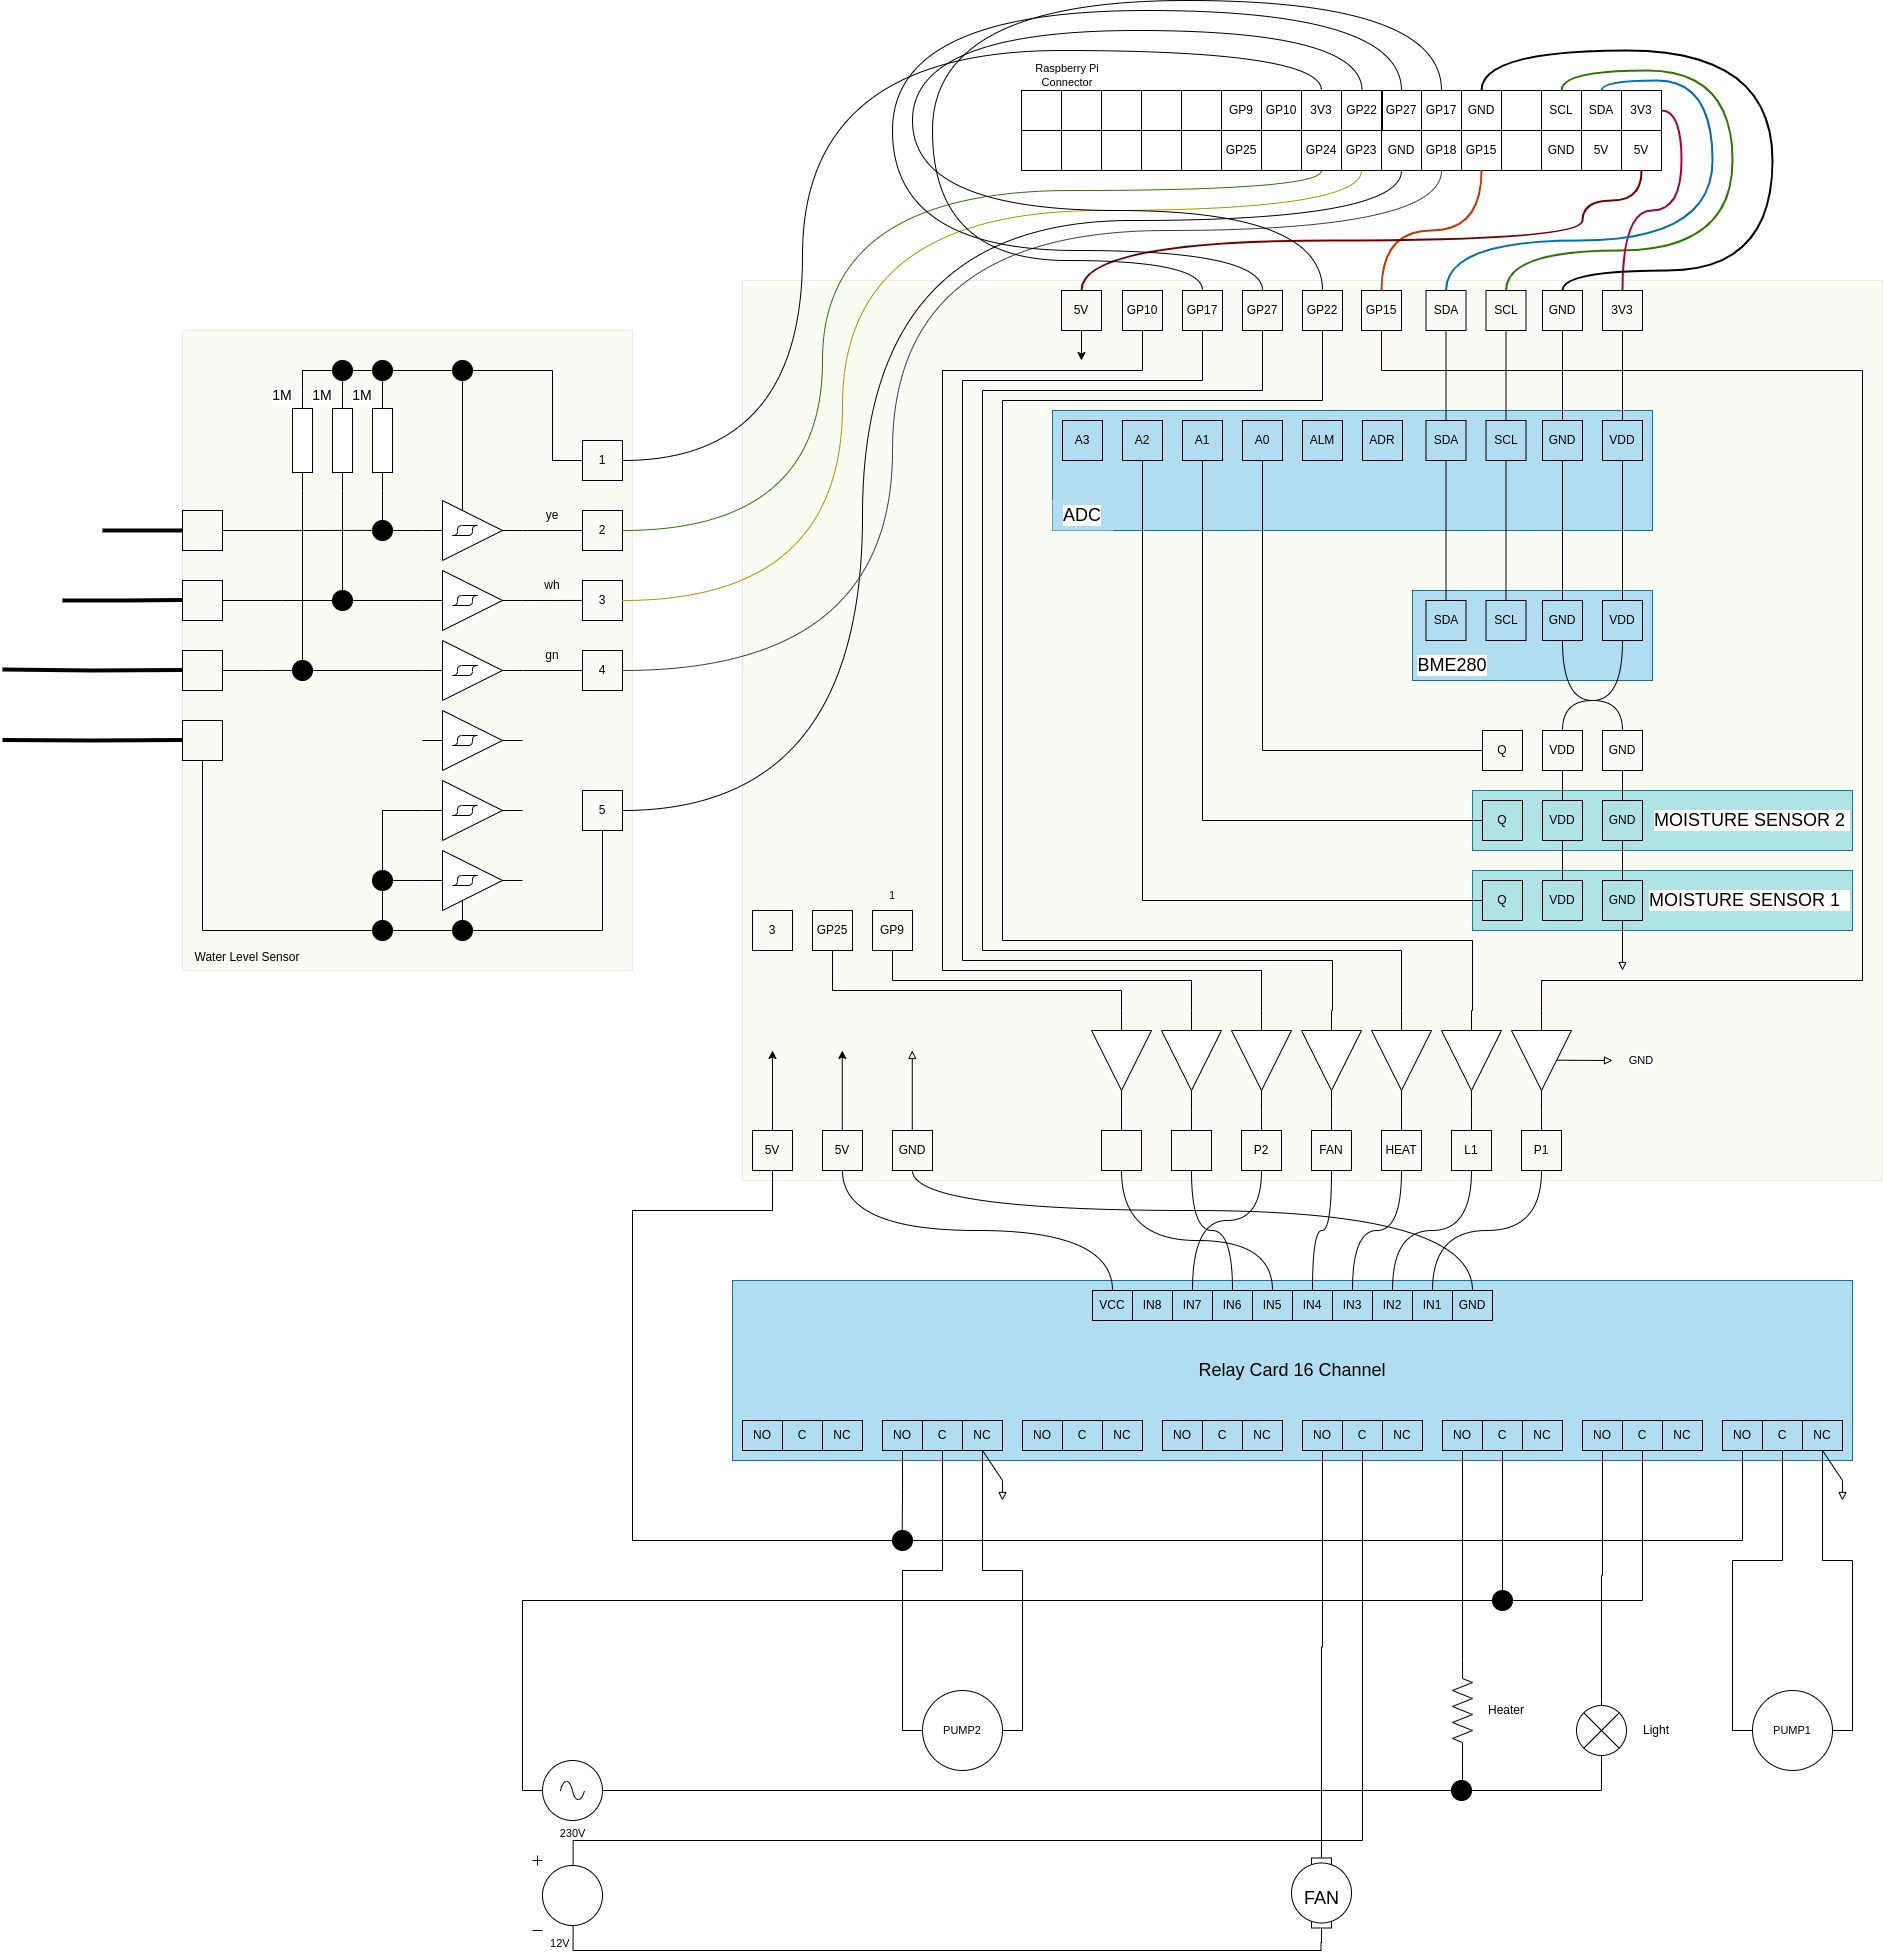 Raspberry Pi
Connector
GP9 GP10 3V3 GP22 GP27 GP17 GND SCL SDA 3V3
GP25 GP24 GP23 GND GP18 GP15 GND 5V 5V
5V GP10 GP17 GP27 GP22 GP15 SDA SCL GND 3V3
1M 1M 1M
1
ye 2
wh 3
gn 4
5
Water Level Sensor
A3 A2 A1 A0 ALM ADR SDA SCL GND VDD
ADC
SDA SCL GND VDD
BME280
Q VDD GND
Q VDD GND MOISTURE SENSOR 2
Q VDD GND MOISTURE SENSOR 1
1
3 GP25 GP9
GND
5V 5V GND P2 FAN HEAT L1 P1
VCC IN8 IN7 IN6 IN5 IN4 IN3 IN2 IN1 GND
Relay Card 16 Channel
NO C NC NO C NC NO C NC NO C NC NO C NC NO C NC NO C NC NO C NC
Heater
PUMP2 Light PUMP1
230V
+
FAN
−
12V